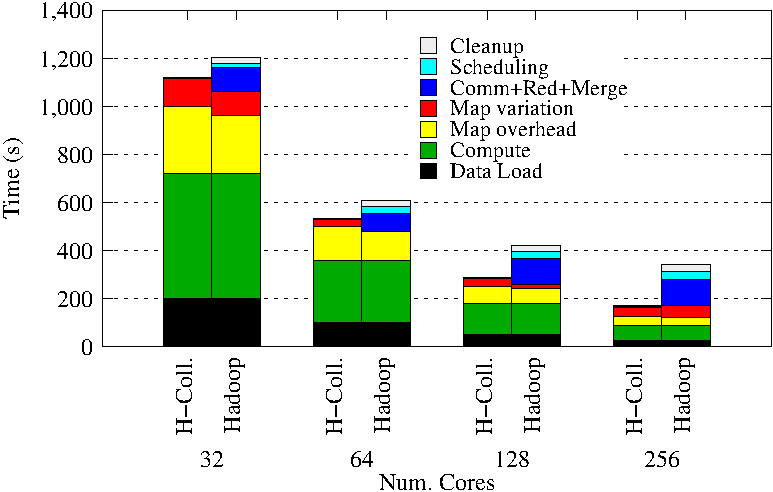 1,400
1,200
1,000
800
600
400
200
0
Time (s)
Cleanup
Scheduling
Comm+Red+Merge
Map variation
Map overhead
Compute
Data Load
H−Coll.
Hadoop
H−Coll.
Hadoop
H−Coll.
Hadoop
H−Coll.
Hadoop
32
64
128
256
Num. Cores